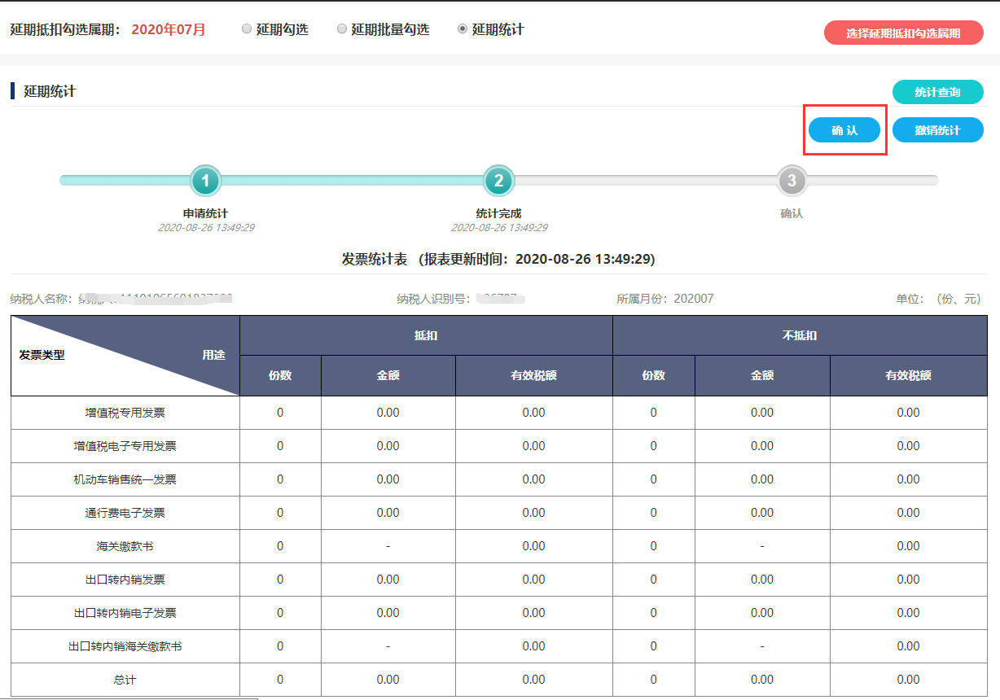 延期抵扣勾选属期： 2020年07月 延期勾选 延期批量勾选 延期统计 选择延期抵扣勾选属期
延期统计 统计查询
确 认 撤销统计
1 2 3
申请统计 统计完成 确认
2020-08-26 13:49:29 2020-08-26 13:49:29
发票统计表 （报表更新时间：2020-08-26 13:49:29)
纳税人名称： 纳税人识别号： 所属月份：202007 单位：（份、元）
发票类型 用途 抵扣 不抵扣
份数 金额 有效税额 份数 金额 有效税额
增值税专用发票 0 0.00 0.00 0 0.00 0.00
增值税电子专用发票 0 0.00 0.00 0 0.00 0.00
机动车销售统一发票 0 0.00 0.00 0 0.00 0.00
通行费电子发票 0 0.00 0.00 0 0.00 0.00
海关缴款书 0 - 0.00 0 - 0.00
出口转内销发票 0 0.00 0.00 0 0.00 0.00
出口转内销电子发票 0 0.00 0.00 0 0.00 0.00
出口转内销海关缴款书 0 - 0.00 0 - 0.00
总计 0 0.00 0.00 0 0.00 0.00